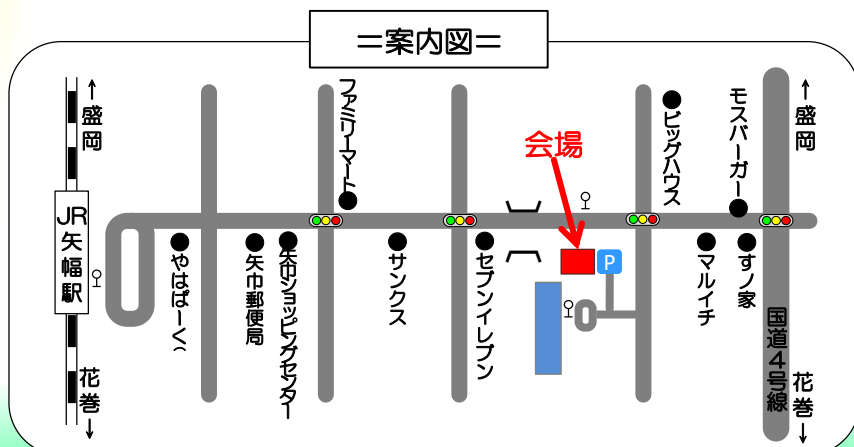 ＝案内図＝
↑盛岡
JR矢幅駅
花巻↓
やはぱーく(
矢巾郵便局
矢巾ショッピングセンター
ファミリーマート
サンクス
セブンイレブン
会場
P
ビッグハウス
マルイチ
モスバーガー
すノ家
↑盛岡
国道4号線
花巻↓